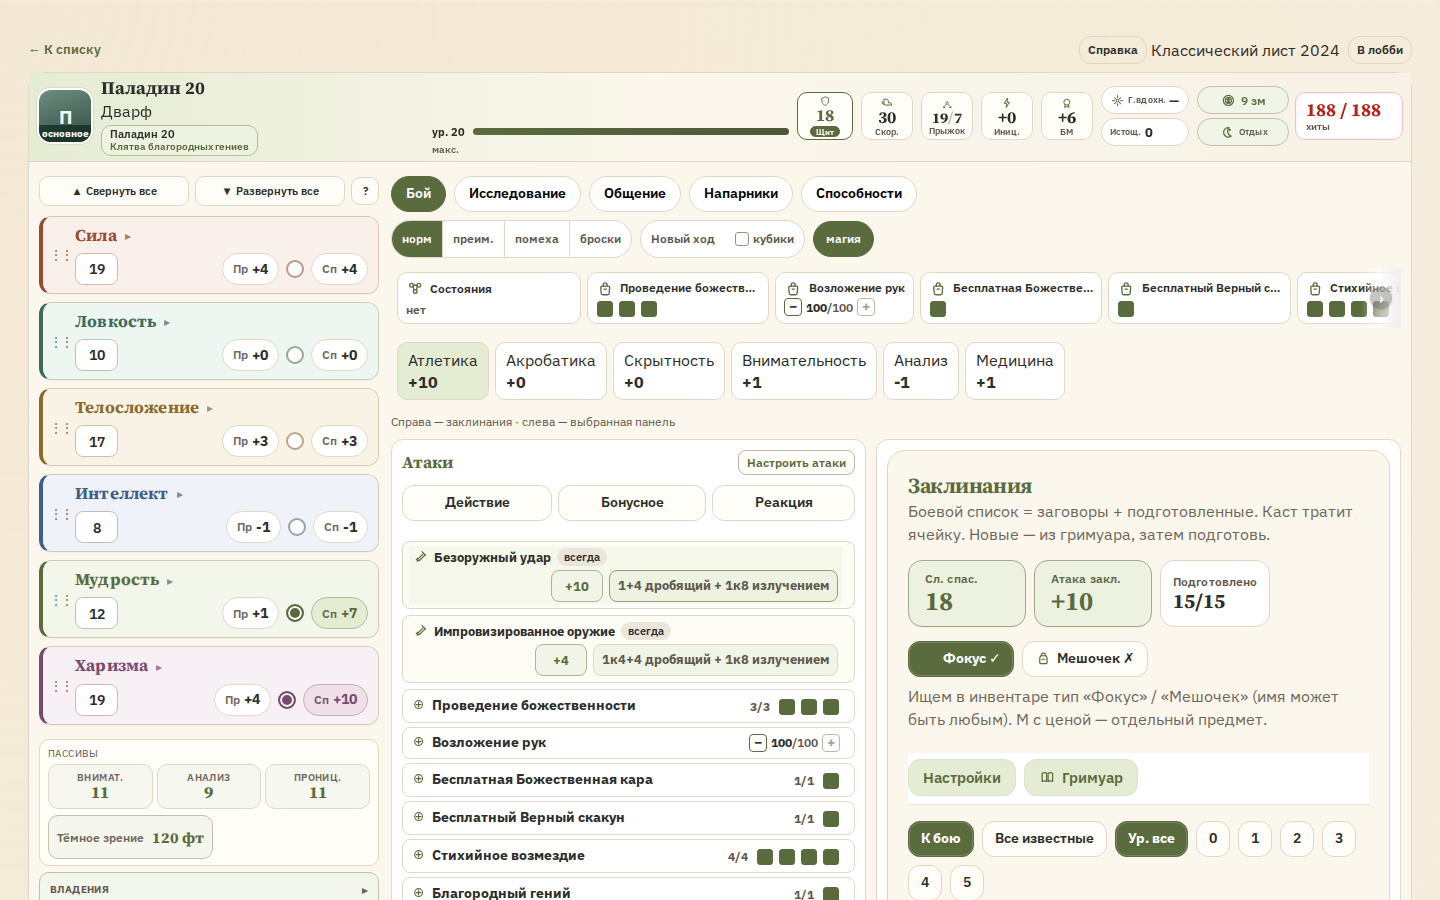 ← К списку
Справка Классический лист 2024 В лобби
П
основное
Паладин 20
Дварф
Паладин 20
Клятва благородных гениев
ур. 20
макс.
18
Щит
30
Скор.
19/7
Прыжок
+0
Иниц.
+6
БМ
Г.вдохн. —
Истощ. 0
9 зм
Отдых
188 / 188
хиты
▲ Свернуть все
▼ Развернуть все
?
Сила ▸
19
Пр +4
Сп +4
Ловкость ▸
10
Пр +0
Сп +0
Телосложение ▸
17
Пр +3
Сп +3
Интеллект ▸
8
Пр -1
Сп -1
Мудрость ▸
12
Пр +1
Сп +7
Харизма ▸
19
Пр +4
Сп +10
ПАССИВЫ
ВНИМАТ.
11
АНАЛИЗ
9
ПРОНИЦ.
11
Тёмное зрение 120 фт
ВЛАДЕНИЯ ▸
Бой
Исследование
Общение
Напарники
Способности
норм
преим.
помеха
броски
Новый ход
кубики
магия
Состояния
нет
Проведение божеств...
Возложение рук
− 100/100 +
Бесплатная Божестве...
Бесплатный Верный с...
Стихийное
›
Атлетика
+10
Акробатика
+0
Скрытность
+0
Внимательность
+1
Анализ
-1
Медицина
+1
Справа — заклинания · слева — выбранная панель
Атаки
Настроить атаки
Действие
Бонусное
Реакция
Безоружный удар всегда
+10
1+4 дробящий + 1к8 излучением
Импровизированное оружие всегда
+4
1к4+4 дробящий + 1к8 излучением
⊕ Проведение божественности 3/3
⊕ Возложение рук − 100/100 +
⊕ Бесплатная Божественная кара 1/1
⊕ Бесплатный Верный скакун 1/1
⊕ Стихийное возмездие 4/4
⊕ Благородный гений 1/1
Заклинания
Боевой список = заговоры + подготовленные. Каст тратит
ячейку. Новые — из гримуара, затем подготовь.
Сл. спас.
18
Атака закл.
+10
Подготовлено
15/15
Фокус ✓
Мешочек ✗
Ищем в инвентаре тип «Фокус» / «Мешочек» (имя может
быть любым). М с ценой — отдельный предмет.
Настройки
Гримуар
К бою
Все известные
Ур. все
0
1
2
3
4
5